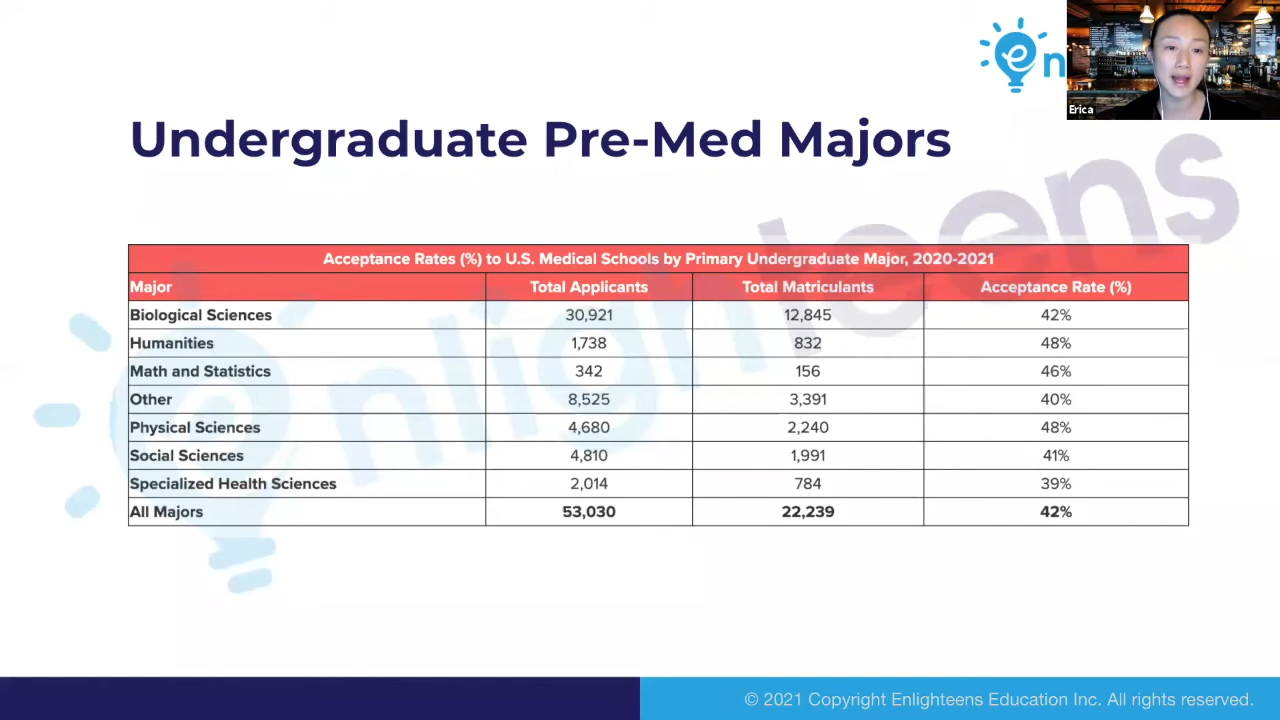 en
Erica
Undergraduate Pre-Med Majors
enlighteens
Acceptance Rates (%) to U.S. Medical Schools by Primary Undergraduate Major, 2020-2021
Major Total Applicants Total Matriculants Acceptance Rate (%)
Biological Sciences 30,921 12,845 42%
Humanities 1,738 832 48%
Math and Statistics 342 156 46%
Other 8,525 3,391 40%
Physical Sciences 4,680 2,240 48%
Social Sciences 4,810 1,991 41%
Specialized Health Sciences 2,014 784 39%
All Majors 53,030 22,239 42%
© 2021 Copyright Enlighteens Education Inc. All rights reserved.